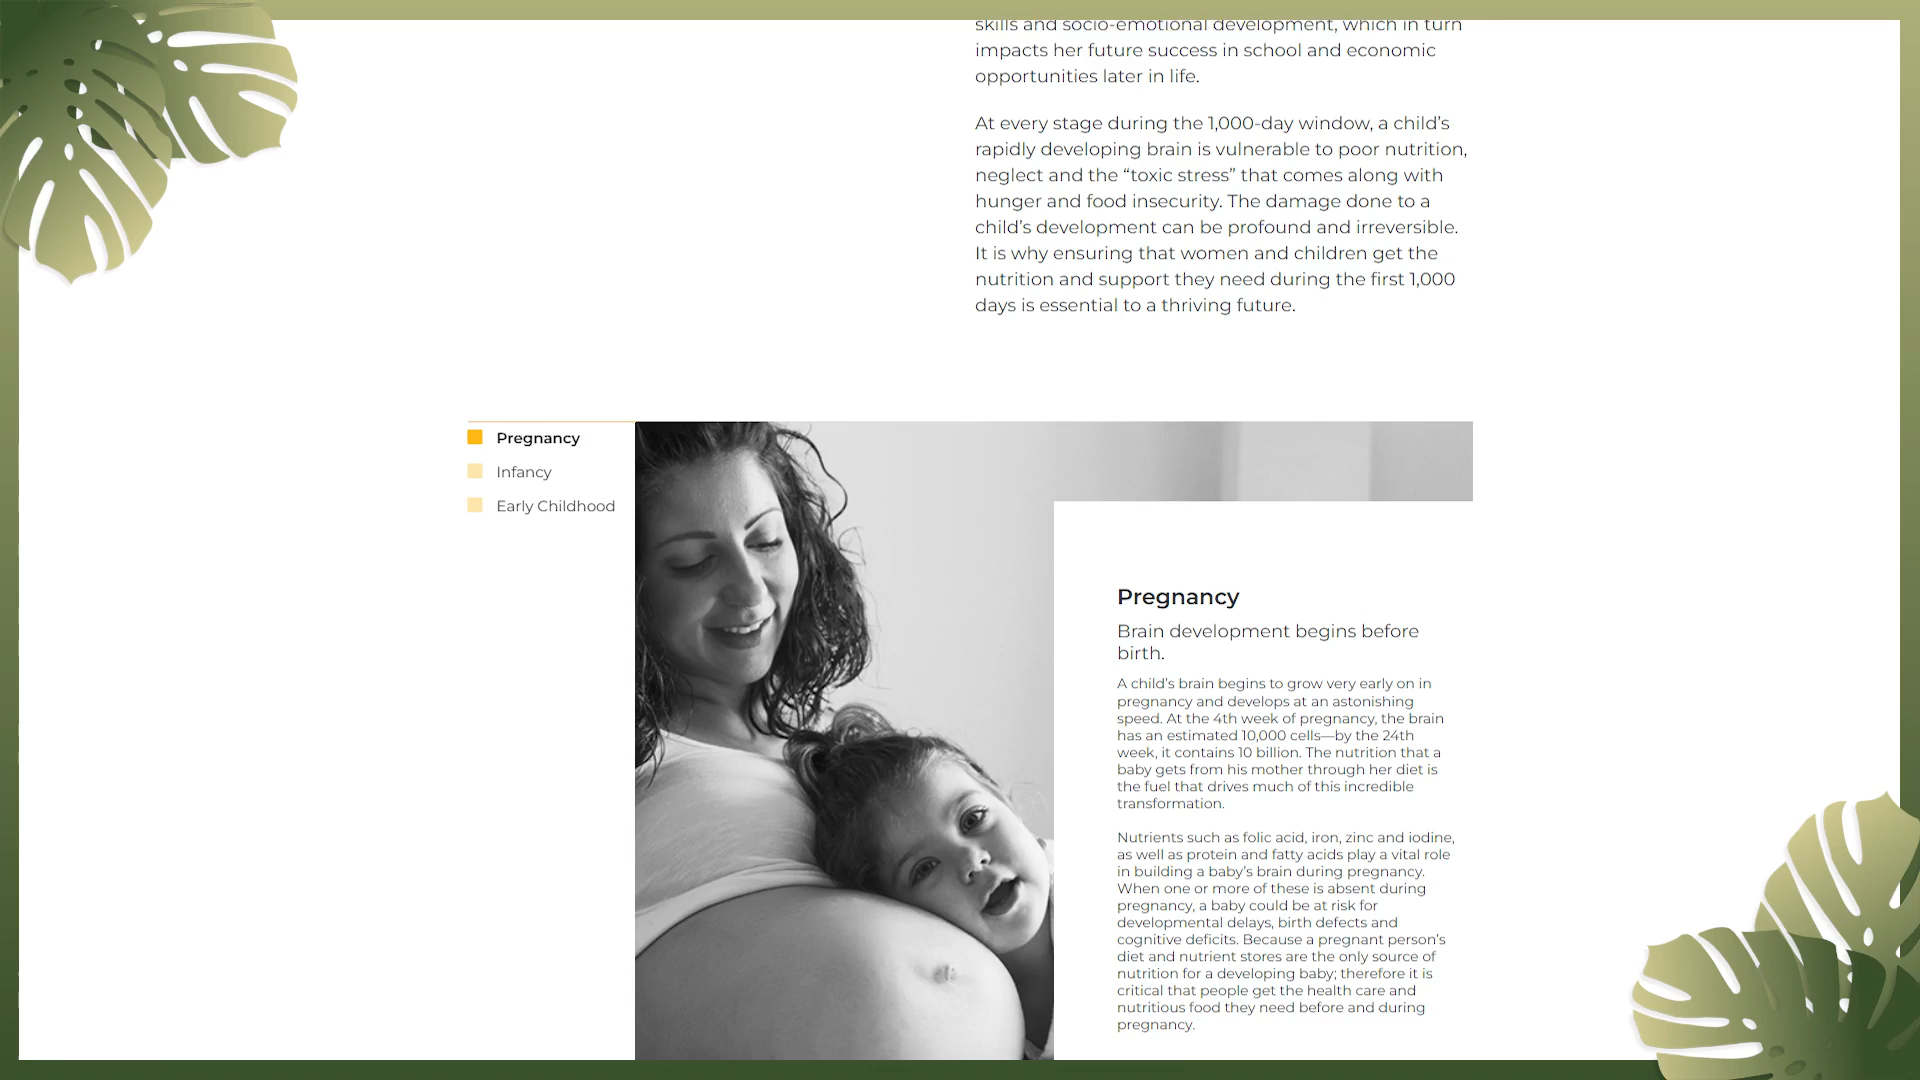 skills and socio-emotional development, which in turn
impacts her future success in school and economic
opportunities later in life.
At every stage during the 1,000-day window, a child’s
rapidly developing brain is vulnerable to poor nutrition,
neglect and the “toxic stress” that comes along with
hunger and food insecurity. The damage done to a
child’s development can be profound and irreversible.
It is why ensuring that women and children get the
nutrition and support they need during the first 1,000
days is essential to a thriving future.
Pregnancy
Infancy
Early Childhood
Pregnancy
Brain development begins before
birth.
A child’s brain begins to grow very early on in
pregnancy and develops at an astonishing
speed. At the 4th week of pregnancy, the brain
has an estimated 10,000 cells—by the 24th
week, it contains 10 billion. The nutrition that a
baby gets from his mother through her diet is
the fuel that drives much of this incredible
transformation.
Nutrients such as folic acid, iron, zinc and iodine,
as well as protein and fatty acids play a vital role
in building a baby’s brain during pregnancy.
When one or more of these is absent during
pregnancy, a baby could be at risk for
developmental delays, birth defects and
cognitive deficits. Because a pregnant person’s
diet and nutrient stores are the only source of
nutrition for a developing baby; therefore it is
critical that people get the health care and
nutritious food they need before and during
pregnancy.